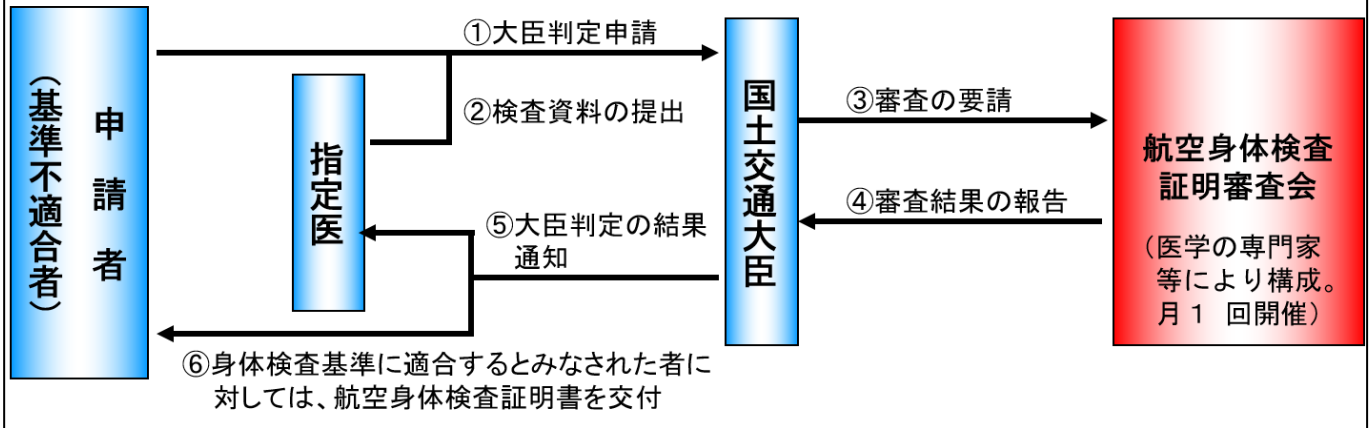 申請者
（基準不適合者）
①大臣判定申請
②検査資料の提出
指定医
⑤大臣判定の結果
通知
⑥身体検査基準に適合するとみなされた者に
対しては、航空身体検査証明書を交付
国土交通大臣
③審査の要請
④審査結果の報告
航空身体検査
証明審査会
（医学の専門家
等により構成。
月１ 回開催）